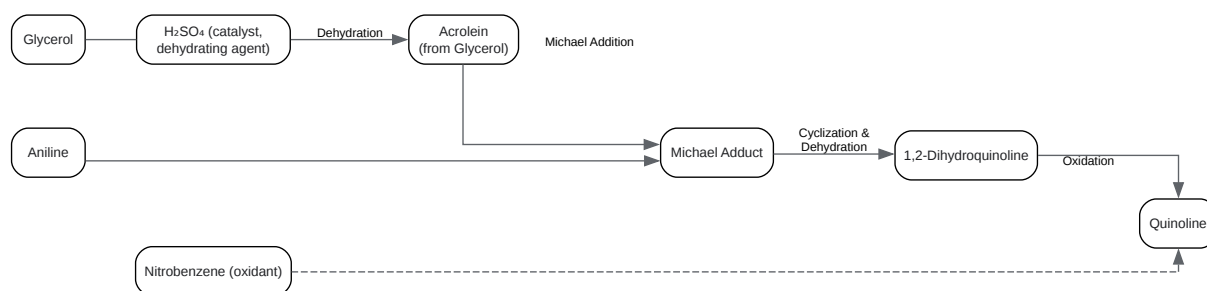 Glycerol
H₂SO₄ (catalyst,
dehydrating agent)
Dehydration
Acrolein
(from Glycerol)
Michael Addition
Aniline
Michael Adduct
Cyclization &
Dehydration
1,2-Dihydroquinoline
Oxidation
Quinoline
Nitrobenzene (oxidant)